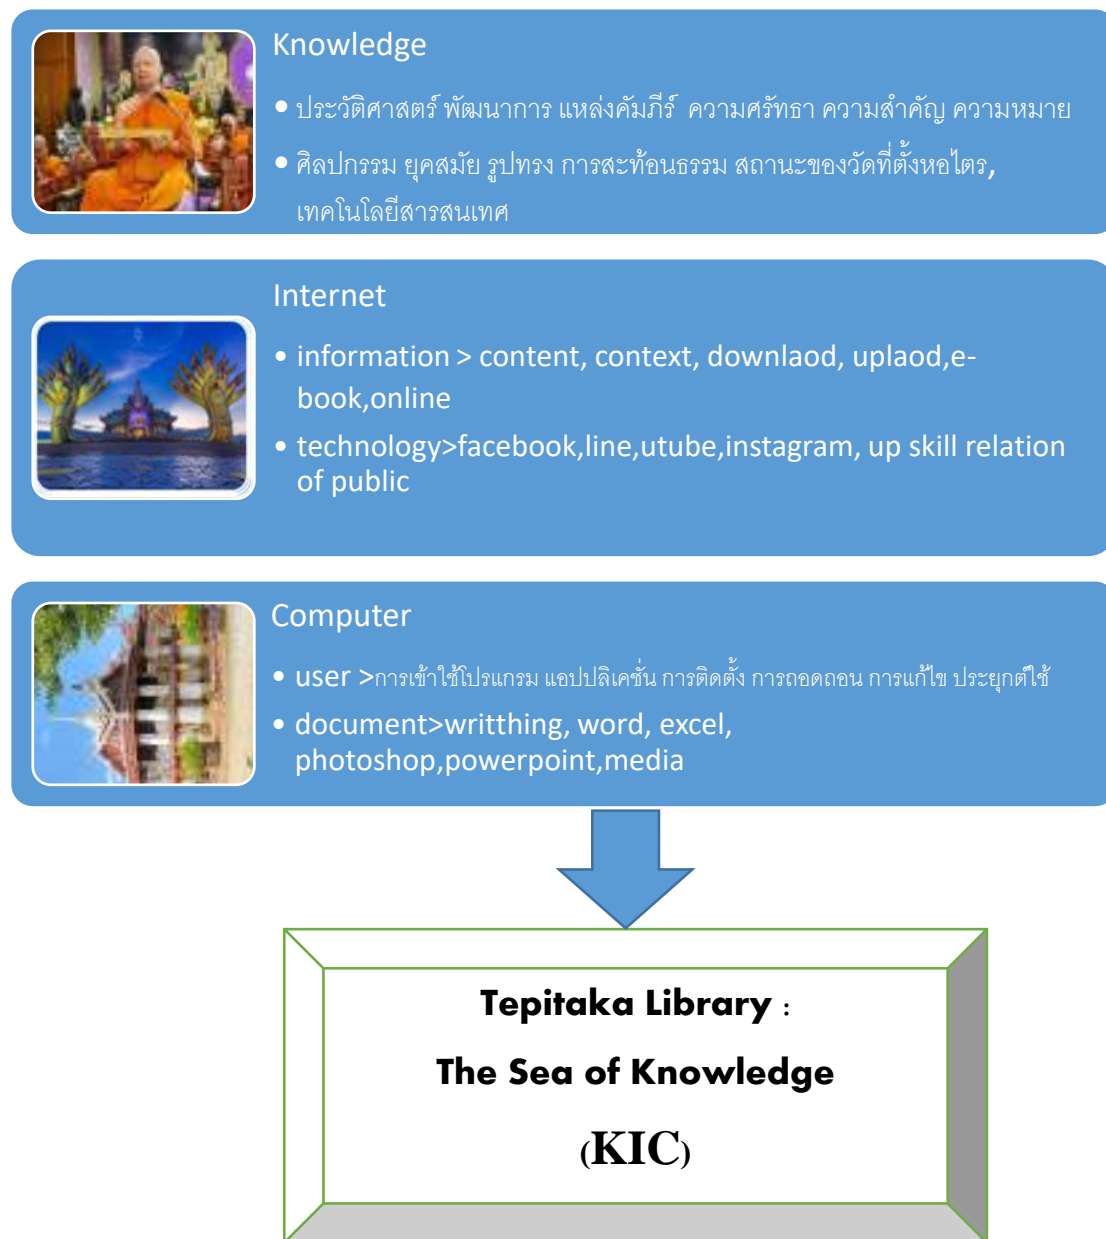 Knowledge
• ประวัติศาสตร์ พัฒนาการ แหล่งคัมภีร์ ความศรัทธา ความสำคัญ ความหมาย
• ศิลปกรรม ยุคสมัย รูปทรง การสะท้อนธรรม สถานะของวัดที่ตั้งหอไตร,
เทคโนโลยีสารสนเทศ
Internet
• information > content, context, downlaod, uplaod,e-
book,online
• technology>facebook,line,utube,instagram, up skill relation
of public
Computer
• user >การเข้าใช้โปรแกรม แอปปลิเคชั่น การติดตั้ง การถอดถอน การแก้ไข ประยุกต์ใช้
• document>writthing, word, excel,
photoshop,powerpoint,media
Tepitaka Library :
The Sea of Knowledge
(KIC)